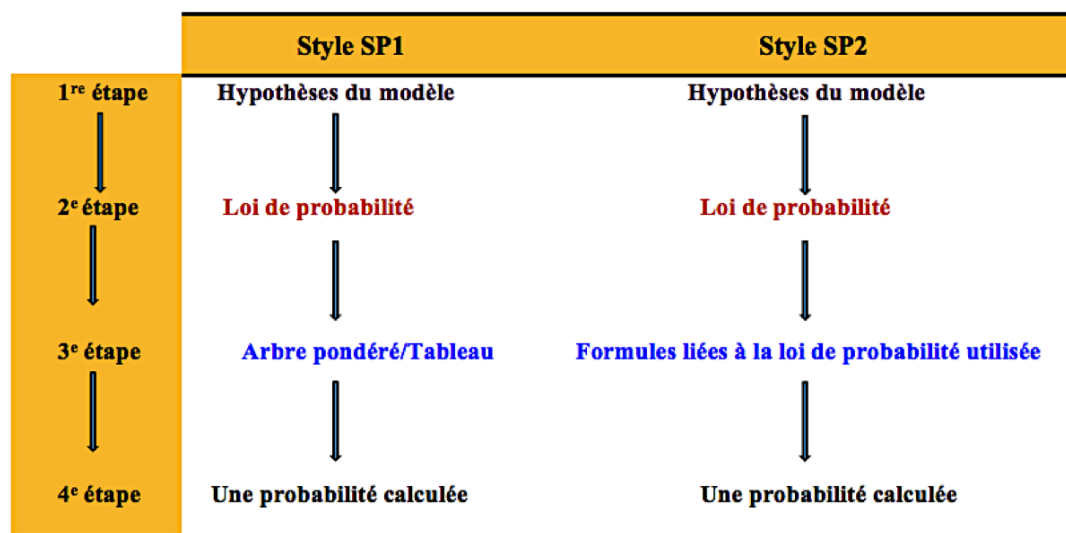 Style SP1 Style SP2
1re étape Hypothèses du modèle Hypothèses du modèle
2e étape Loi de probabilité Loi de probabilité
3e étape Arbre pondéré/Tableau Formules liées à la loi de probabilité utilisée
4e étape Une probabilité calculée Une probabilité calculée